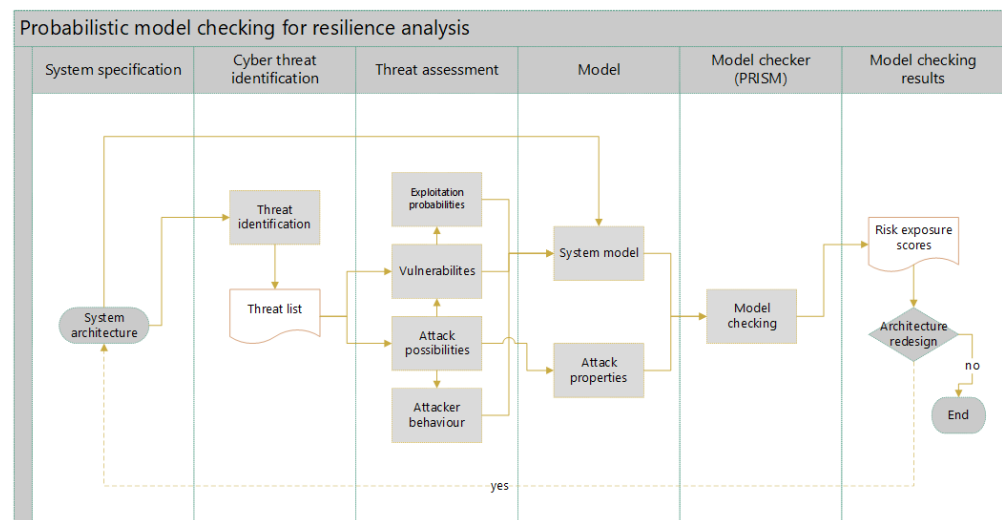 Probabilistic model checking for resilience analysis
System specification
Cyber threat
identification
Threat assessment
Model
Model checker
(PRISM)
Model checking
results
System
architecture
Threat
identification
Threat list
Exploitation
probabilities
Vulnerabilites
Attack
possibilities
Attacker
behaviour
System model
Attack
properties
Model
checking
Risk exposure
scores
Architecture
redesign
no
End
yes